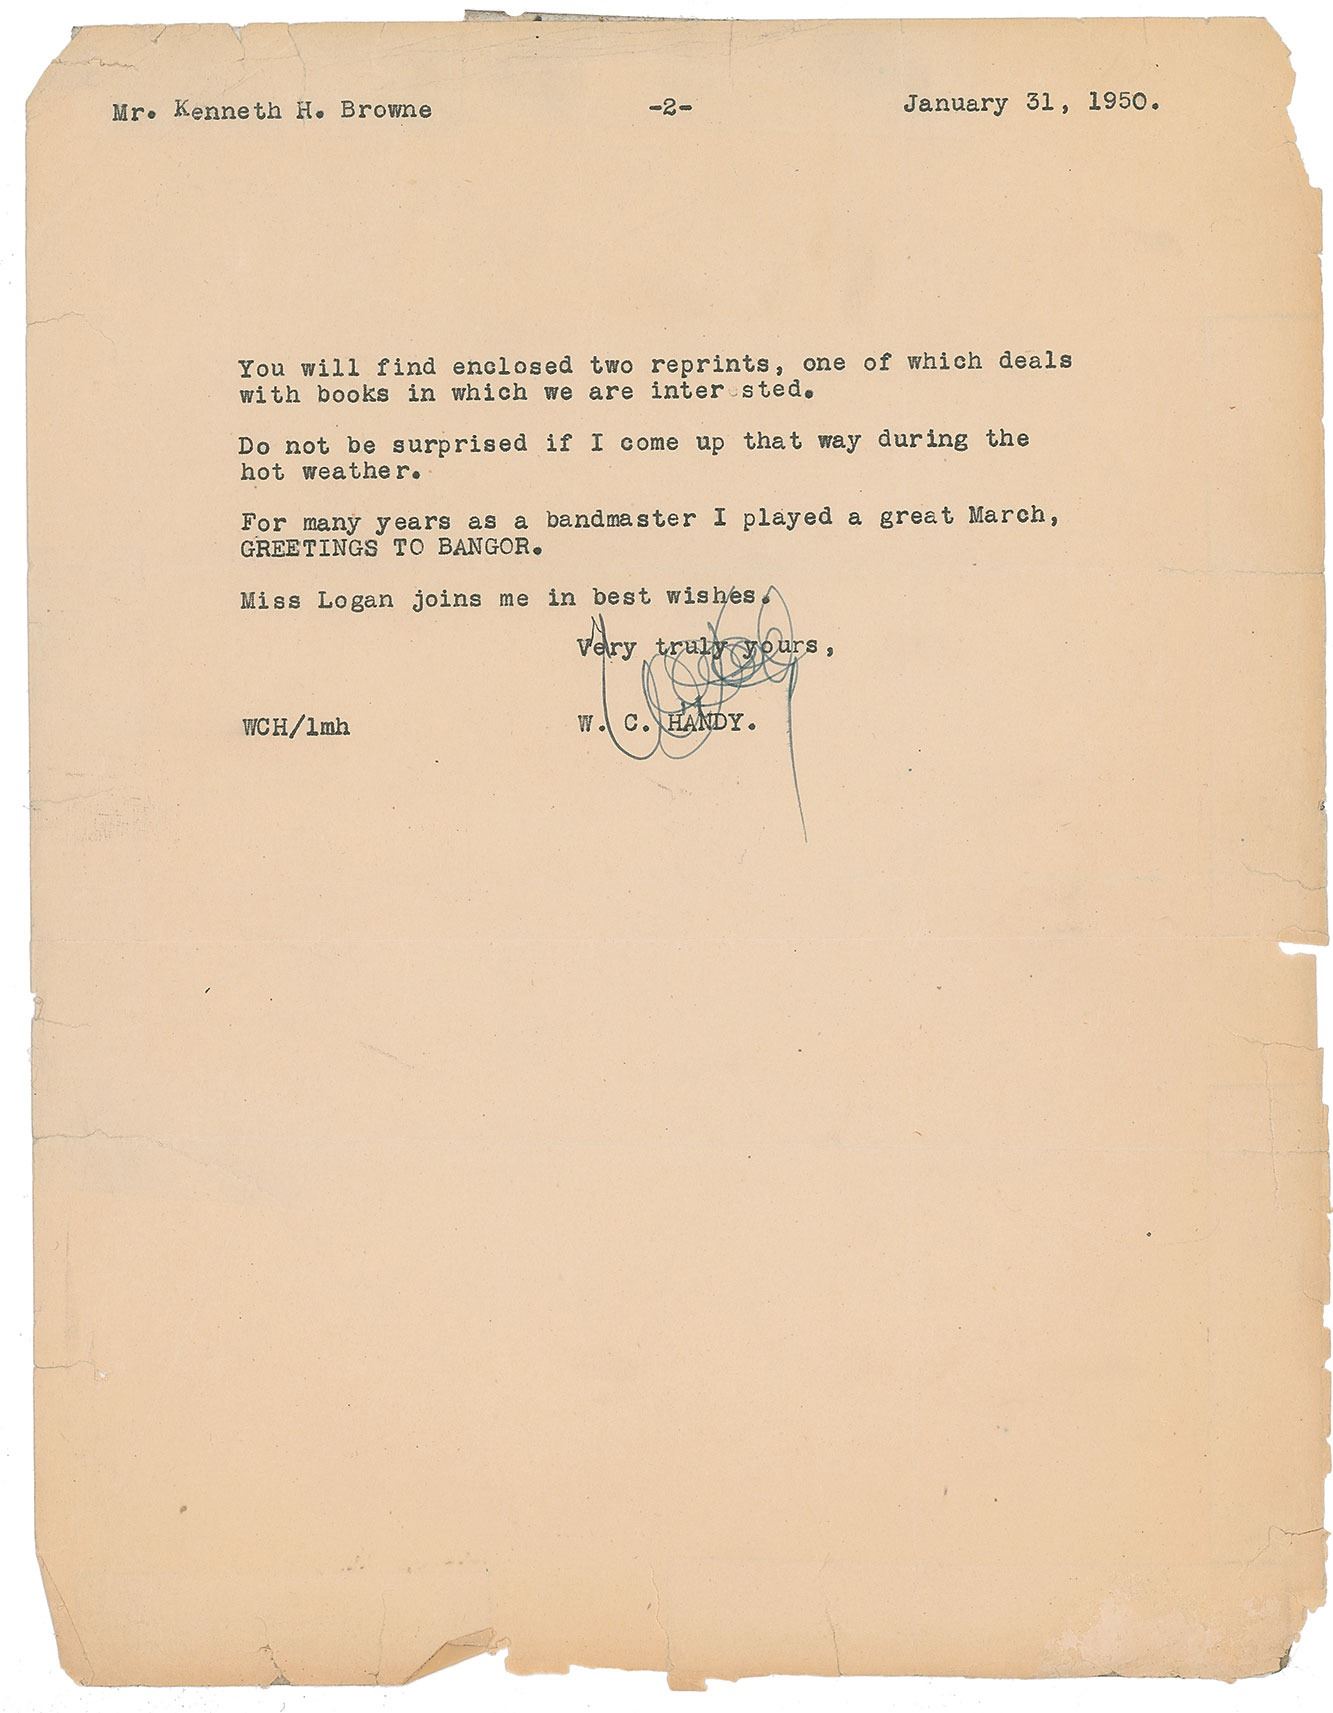 Mr. Kenneth H. Browne -2- January 31, 1950.
You will find enclosed two reprints, one of which deals
with books in which we are inter sted.
Do not be surprised if I come up that way during the
hot weather.
For many years as a bandmaster I played a great March,
GREETINGS TO BANGOR.
Miss Logan joins me in best wishes.
Very truly yours,
WCH/lmh W. C. HANDY.